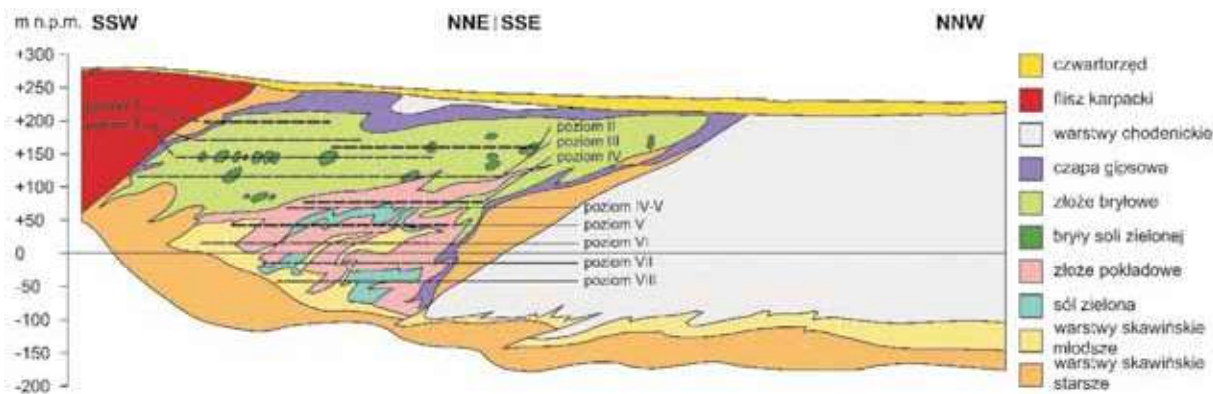 m n.p.m. SSW NNE | SSE NNW
+300
+250
+200
+150
+100
+50
0
-50
-100
-150
-200
poziom II
poziom III
poziom IV
poziom IV-V
poziom V
poziom VI
poziom VII
poziom VIII
czwartorzęd
flisz karpacki
warstwy chodenickie
czapa gipsowa
złoże bryłowe
bryły soli zielonej
złoże pokładowe
sól zielona
warstwy skawińskie
młodsze
warstwy skawińskie
starsze